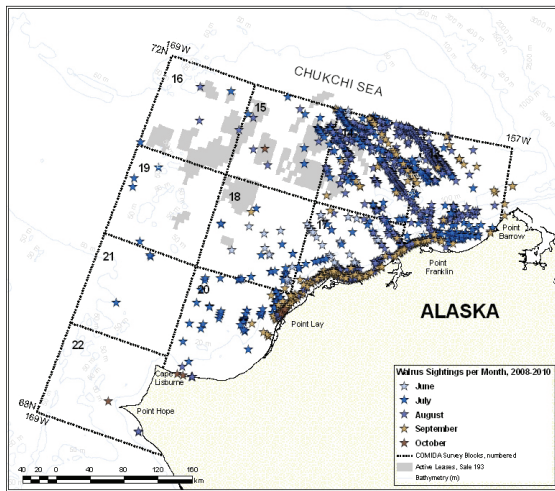 72N
169W
CHUKCHI SEA
16
15
157W
19
18
17
Point Barrow
Point Franklin
21
20
ALASKA
Point Lay
22
Cape Lisburne
Point Hope
68N
169W
Walrus Sightings per Month, 2008-2010
June
July
August
September
October
COMIDA Survey Blocks, numbered
Active Leases, Sale 193
Bathymetry (m)
40 20 0 40 80 120 160
km